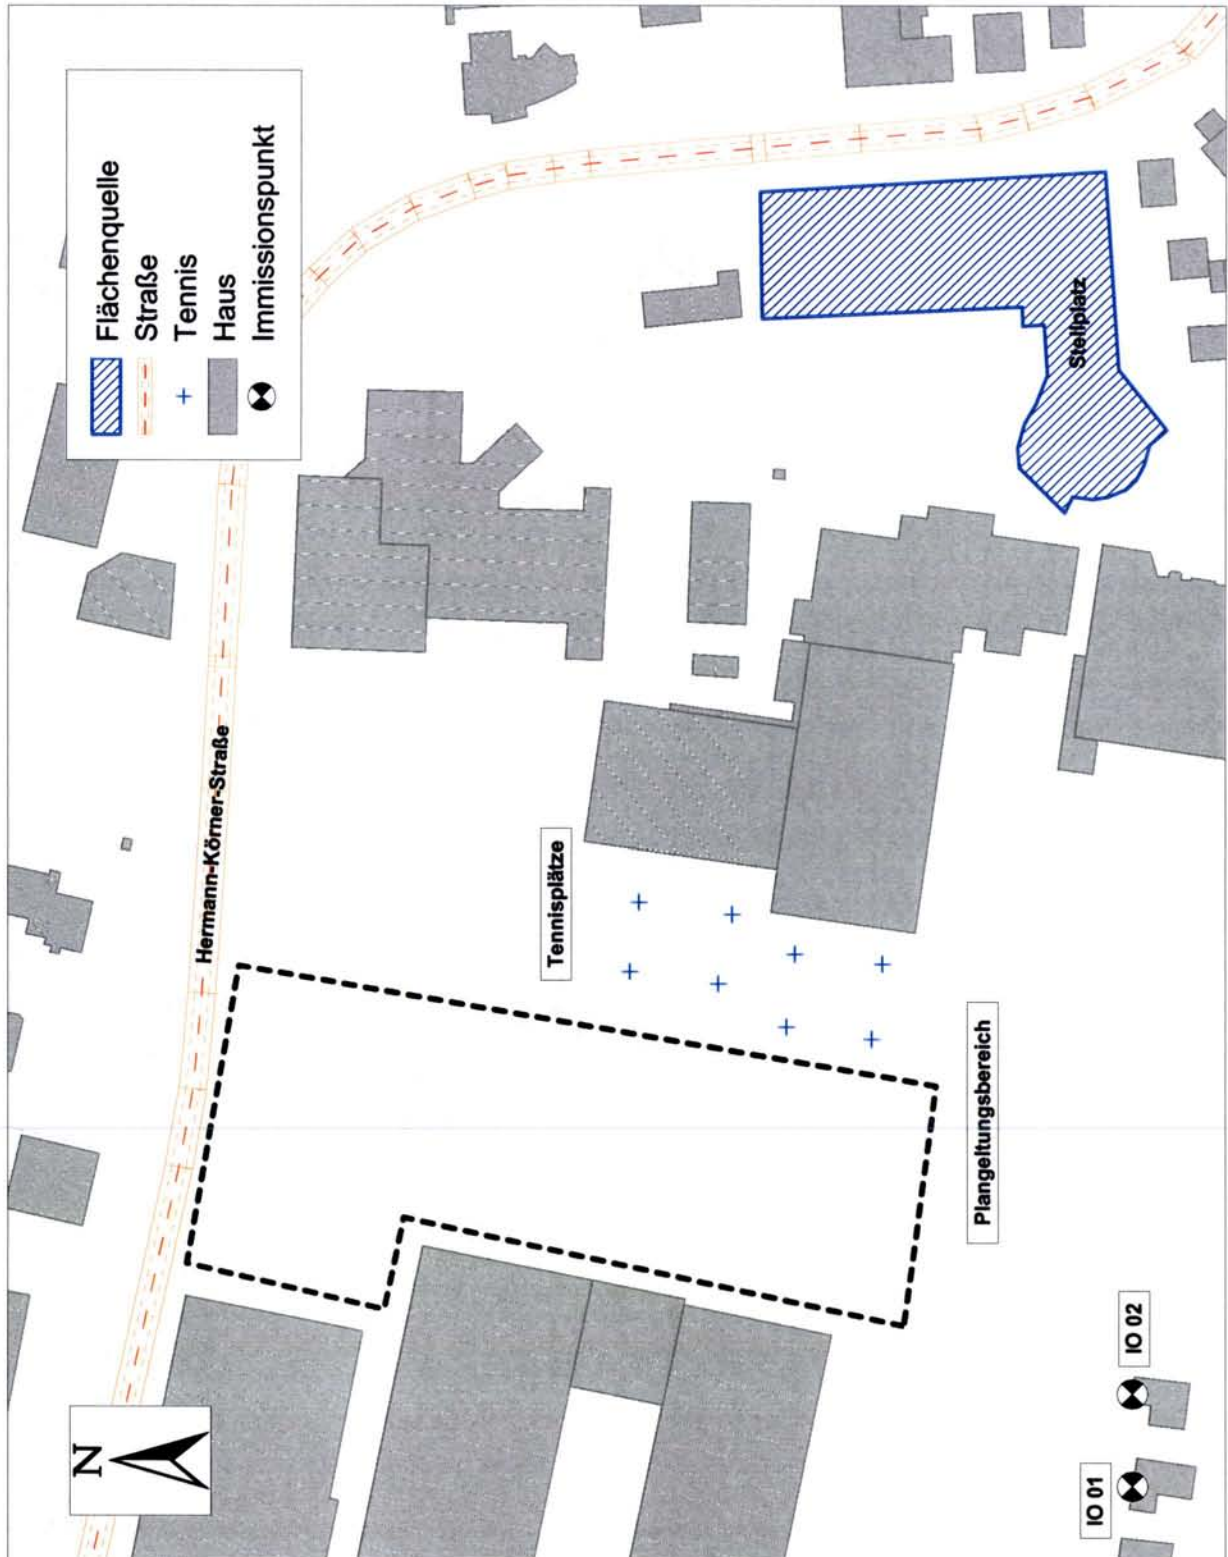 N
Hermann-Körner-Straße
Flächenquelle
Straße
Tennis
Haus
Immissionspunkt
Tennisplätze
Stellplatz
Plangeltungsbereich
IO 01
IO 02